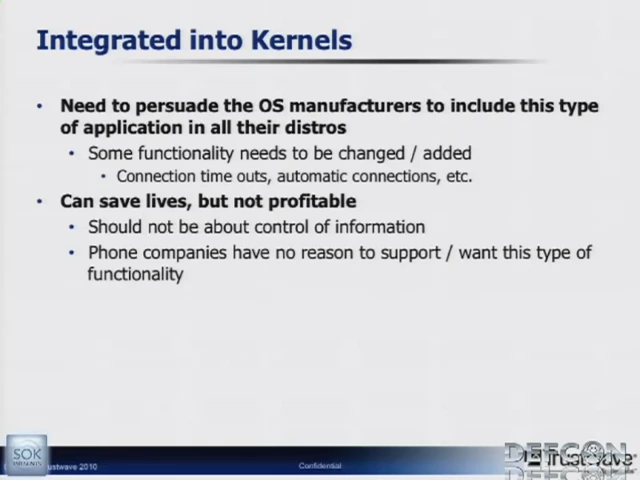 Integrated into Kernels
• Need to persuade the OS manufacturers to include this type
of application in all their distros
• Some functionality needs to be changed / added
• Connection time outs, automatic connections, etc.
• Can save lives, but not profitable
• Should not be about control of information
• Phone companies have no reason to support / want this type of
functionality
SOK
ustwave 2010
Confidential
DEFCON
Trustwave